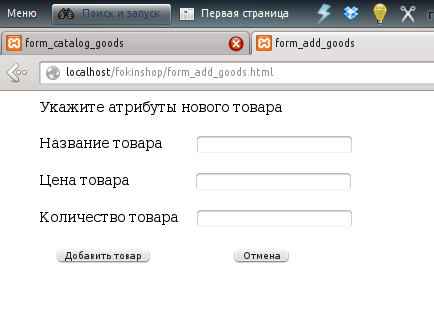 Меню Поиск и запуск Первая страница
form_catalog_goods form_add_goods
localhost/fokinshop/form_add_goods.html
Укажите атрибуты нового товара
Название товара
Цена товара
Количество товара
Добавить товар Отмена